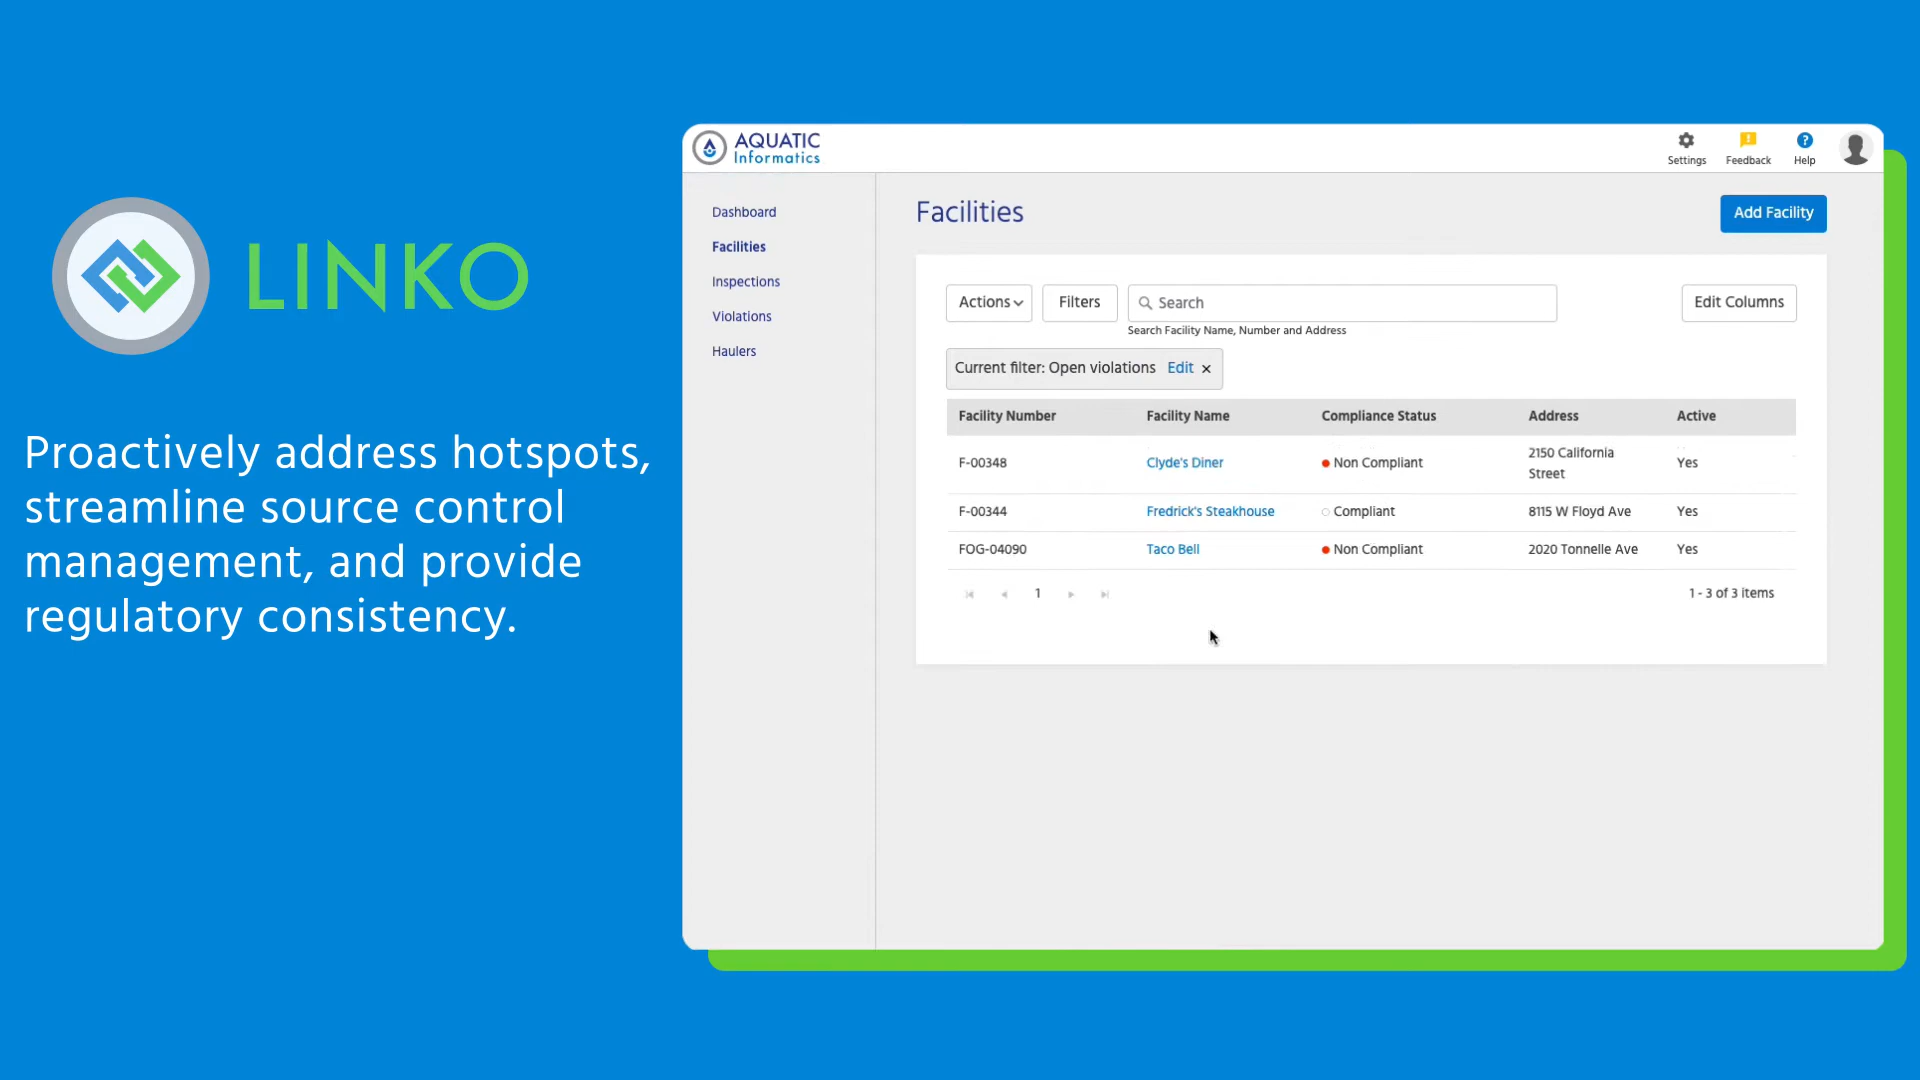 LINKO
Proactively address hotspots,
streamline source control
management, and provide
regulatory consistency.
AQUATIC
Informatics
Settings
Feedback
Help
Dashboard
Facilities
Inspections
Violations
Haulers
Facilities
Add Facility
Actions
Filters
Search
Edit Columns
Search Facility Name, Number and Address
Current filter: Open violations Edit ×
Facility Number Facility Name Compliance Status Address Active
F-00348 Clyde's Diner Non Compliant 2150 California Street Yes
F-00344 Fredrick's Steakhouse Compliant 8115 W Floyd Ave Yes
FOG-04090 Taco Bell Non Compliant 2020 Tonnelle Ave Yes
1
1 - 3 of 3 items